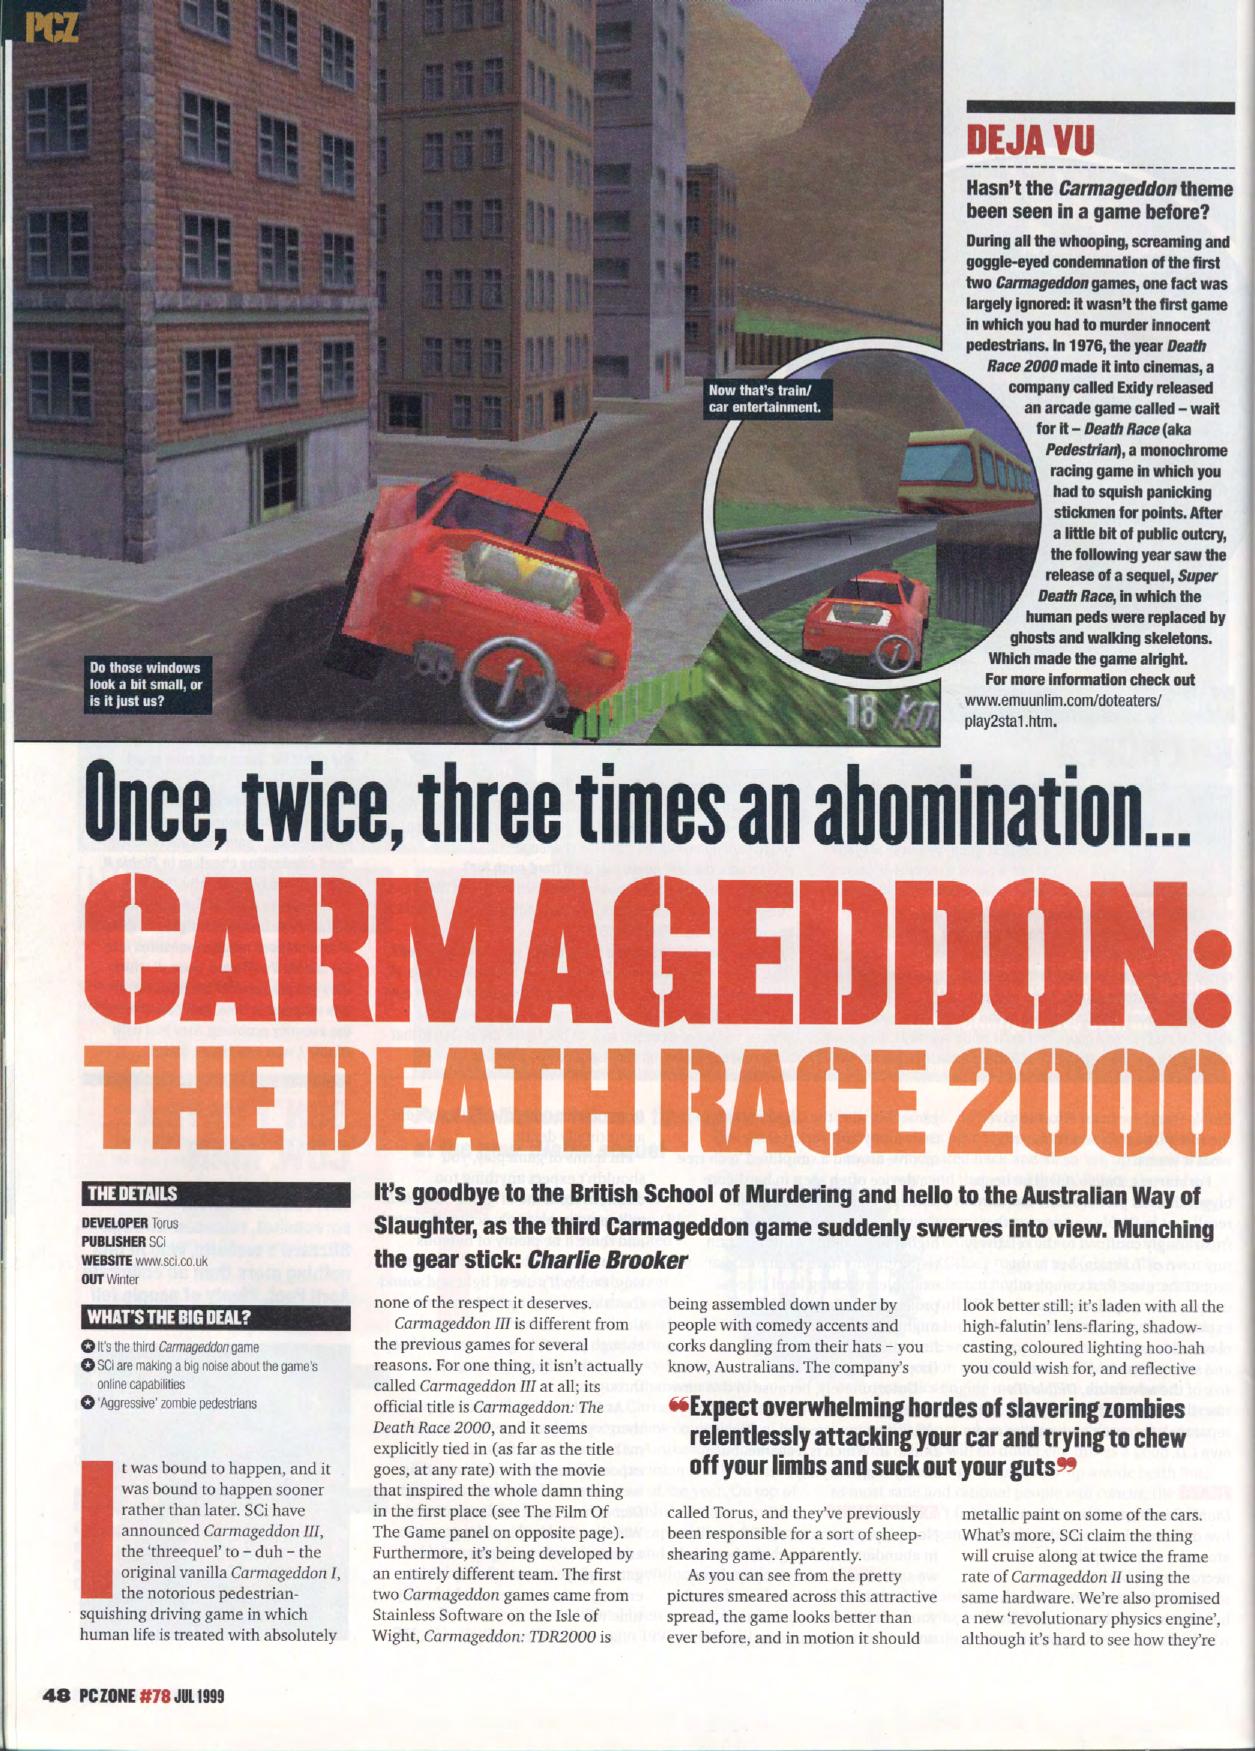 PCZ
DEJA VU
Hasn't the Carmageddon theme
been seen in a game before?
During all the whooping, screaming and
goggle-eyed condemnation of the first
two Carmageddon games, one fact was
largely ignored: it wasn't the first game
in which you had to murder innocent
pedestrians. In 1976, the year Death
Race 2000 made it into cinemas, a
company called Exidy released
an arcade game called – wait
for it – Death Race (aka
Pedestrian), a monochrome
racing game in which you
had to squish panicking
stickmen for points. After
a little bit of public outcry,
the following year saw the
release of a sequel, Super
Death Race, in which the
human peds were replaced by
ghosts and walking skeletons.
Which made the game alright.
For more information check out
www.emuunlim.com/doteaters/
play2sta1.htm.
Now that's train/
car entertainment.
Do those windows
look a bit small, or
is it just us?
1
1
18 km
Once, twice, three times an abomination...
CARMAGEDDON:
THE DEATH RACE 2000
THE DETAILS
DEVELOPER Torus
PUBLISHER SCi
WEBSITE www.sci.co.uk
OUT Winter
WHAT'S THE BIG DEAL?
It's the third Carmageddon game
SCi are making a big noise about the game's
online capabilities
'Aggressive' zombie pedestrians
It's goodbye to the British School of Murdering and hello to the Australian Way of
Slaughter, as the third Carmageddon game suddenly swerves into view. Munching
the gear stick: Charlie Brooker
It was bound to happen, and it
was bound to happen sooner
rather than later. SCi have
announced Carmageddon III,
the 'threequel' to – duh – the
original vanilla Carmageddon I,
the notorious pedestrian-
squishing driving game in which
human life is treated with absolutely
none of the respect it deserves.
Carmageddon III is different from
the previous games for several
reasons. For one thing, it isn't actually
called Carmageddon III at all; its
official title is Carmageddon: The
Death Race 2000, and it seems
explicitly tied in (as far as the title
goes, at any rate) with the movie
that inspired the whole damn thing
in the first place (see The Film Of
The Game panel on opposite page).
Furthermore, it's being developed by
an entirely different team. The first
two Carmageddon games came from
Stainless Software on the Isle of
Wight, Carmageddon: TDR2000 is
being assembled down under by
people with comedy accents and
corks dangling from their hats – you
know, Australians. The company's
“Expect overwhelming hordes of slavering zombies
relentlessly attacking your car and trying to chew
off your limbs and suck out your guts”
called Torus, and they've previously
been responsible for a sort of sheep-
shearing game. Apparently.
As you can see from the pretty
pictures smeared across this attractive
spread, the game looks better than
ever before, and in motion it should
look better still; it's laden with all the
high-falutin' lens-flaring, shadow-
casting, coloured lighting hoo-hah
you could wish for, and reflective
metallic paint on some of the cars.
What's more, SCi claim the thing
will cruise along at twice the frame
rate of Carmageddon II using the
same hardware. We're also promised
a new 'revolutionary physics engine',
although it's hard to see how they're
48 PC ZONE #78 JUL 1999